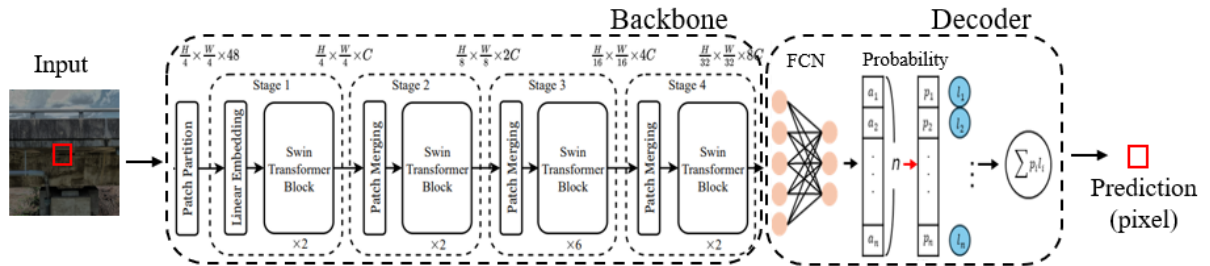 Backbone
Decoder
Input
H/4 × W/4 × 48
H/4 × W/4 × C
H/8 × W/8 × 2C
H/16 × W/16 × 4C
H/32 × W/32 × 8C
FCN
Probability
Stage 1
Stage 2
Stage 3
Stage 4
Patch Partition
Linear Embedding
Swin
Transformer
Block
Patch Merging
Swin
Transformer
Block
Patch Merging
Swin
Transformer
Block
Patch Merging
Swin
Transformer
Block
×2
×2
×6
×2
a₁
a₂
⋮
aₙ
n
p₁
p₂
⋮
pₙ
l₁
l₂
⋮
lₙ
∑ pᵢlᵢ
Prediction
(pixel)